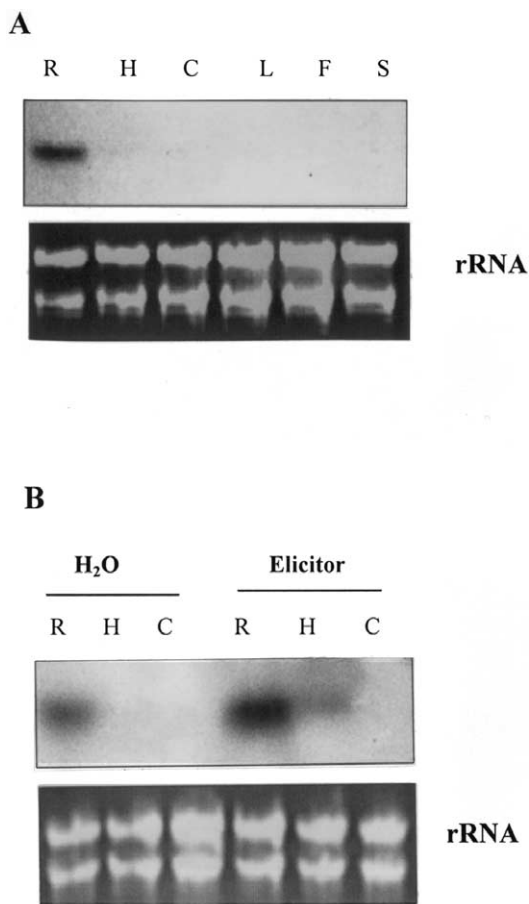 A
R H C L F S
rRNA
B
H₂O Elicitor
R H C R H C
rRNA